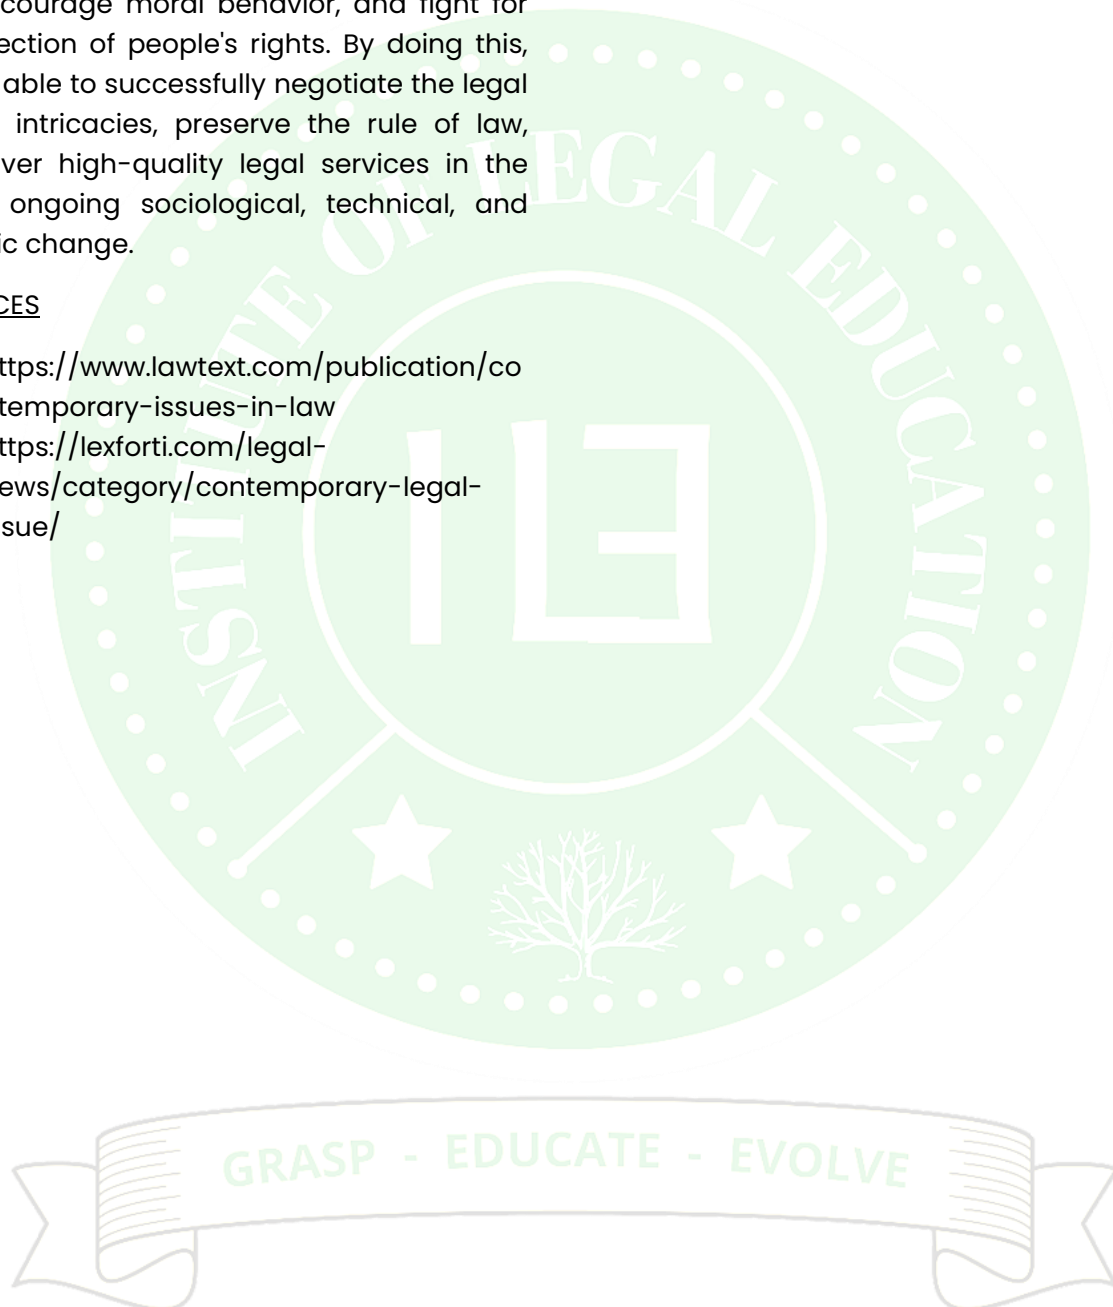 courage moral behavior, and fight for
ection of people's rights. By doing this,
able to successfully negotiate the legal
intricacies, preserve the rule of law,
ver high-quality legal services in the
ongoing sociological, technical, and
ic change.
CES
ttps://www.lawtext.com/publication/co
temporary-issues-in-law
ttps://lexforti.com/legal-
ews/category/contemporary-legal-
sue/
INSTITUTE OF LEGAL EDUCATION
ILE
GRASP - EDUCATE - EVOLVE